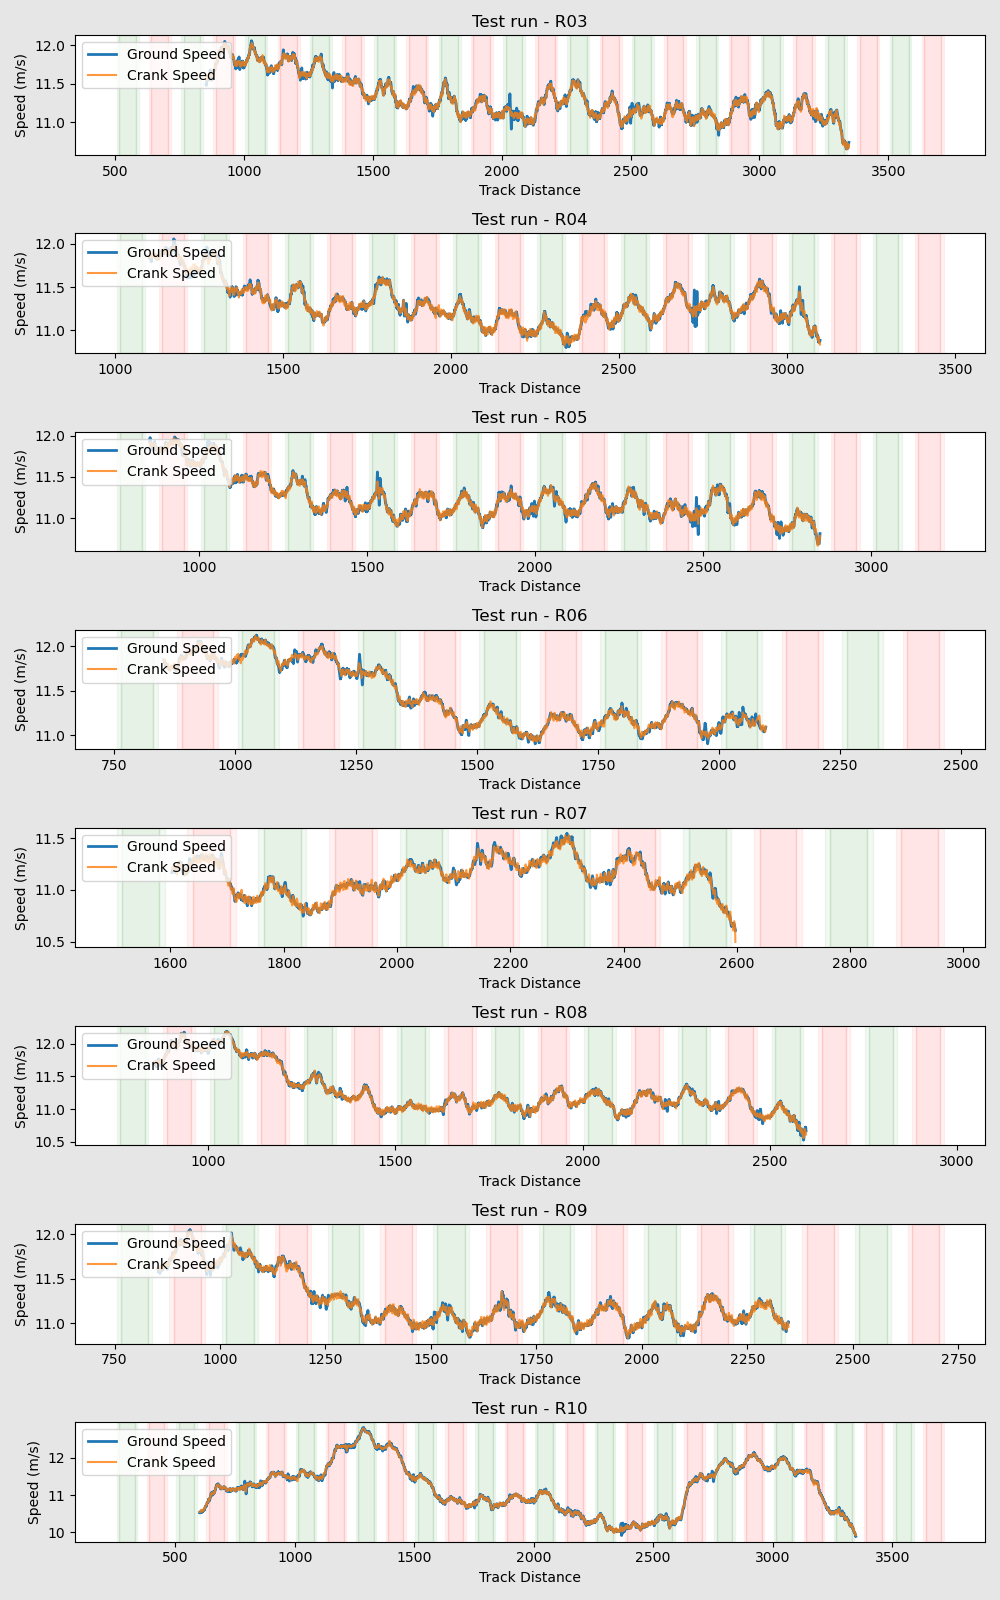 Test run - R03
12.0
11.5
11.0
Speed (m/s)
Ground Speed
Crank Speed
500 1000 1500 2000 2500 3000 3500
Track Distance
Test run - R04
12.0
11.5
11.0
Speed (m/s)
Ground Speed
Crank Speed
1000 1500 2000 2500 3000 3500
Track Distance
Test run - R05
12.0
11.5
11.0
Speed (m/s)
Ground Speed
Crank Speed
1000 1500 2000 2500 3000
Track Distance
Test run - R06
12.0
11.5
11.0
Speed (m/s)
Ground Speed
Crank Speed
750 1000 1250 1500 1750 2000 2250 2500
Track Distance
Test run - R07
11.5
11.0
10.5
Speed (m/s)
Ground Speed
Crank Speed
1600 1800 2000 2200 2400 2600 2800 3000
Track Distance
Test run - R08
12.0
11.5
11.0
10.5
Speed (m/s)
Ground Speed
Crank Speed
1000 1500 2000 2500 3000
Track Distance
Test run - R09
12.0
11.5
11.0
Speed (m/s)
Ground Speed
Crank Speed
750 1000 1250 1500 1750 2000 2250 2500 2750
Track Distance
Test run - R10
12
11
10
Speed (m/s)
Ground Speed
Crank Speed
500 1000 1500 2000 2500 3000 3500
Track Distance